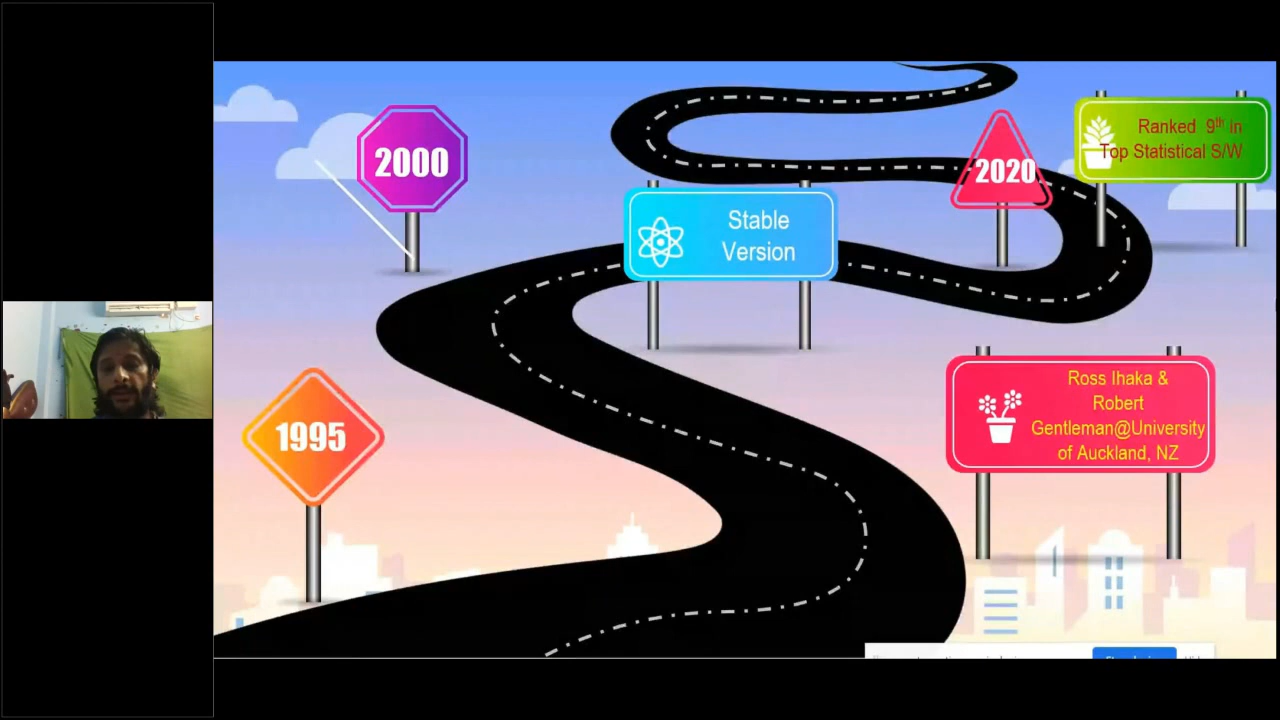 2000
2020
Ranked 9th in
Top Statistical S/W
Stable
Version
1995
Ross Ihaka &
Robert
Gentleman@University
of Auckland, NZ